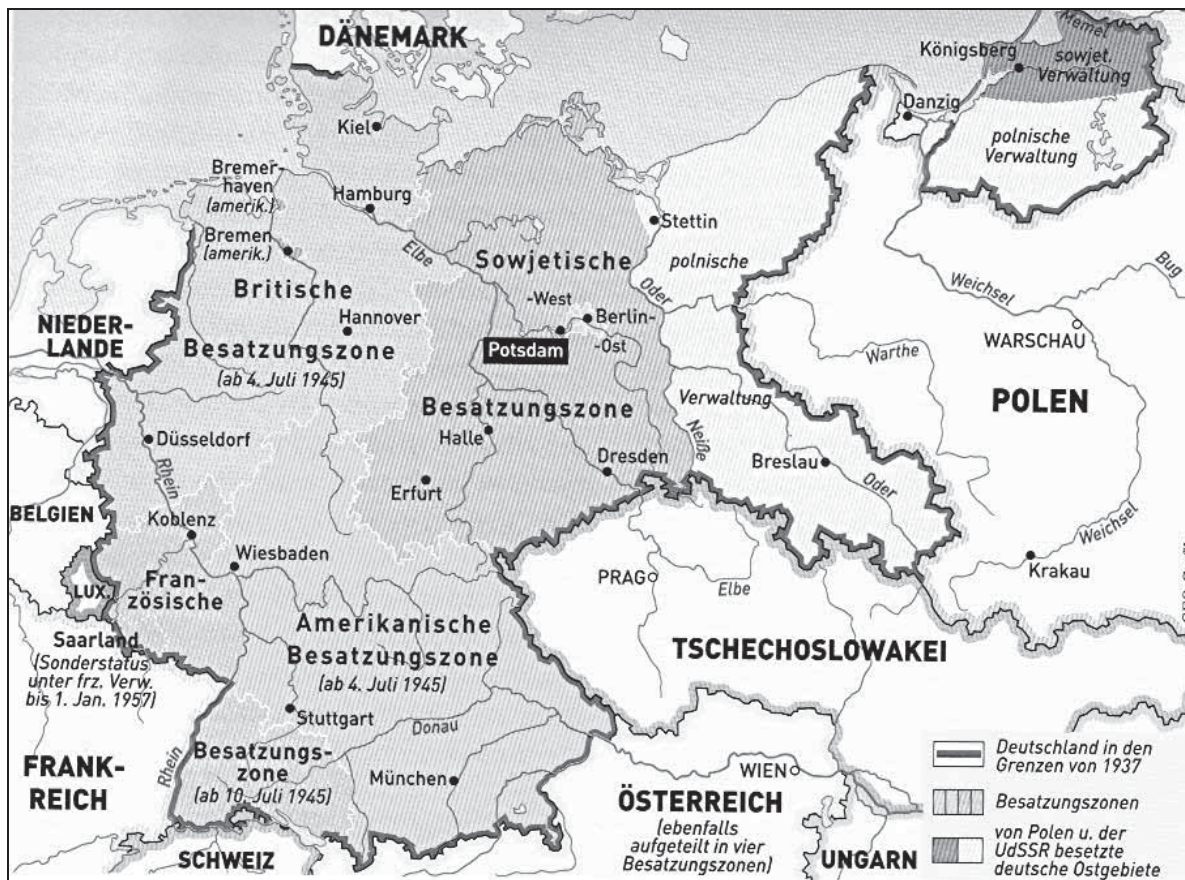 DÄNEMARK
Memel
Königsberg
sowjet.
Verwaltung
Danzig
polnische
Verwaltung
Kiel
Bremer-
haven
(amerik.)
Hamburg
Bremen
(amerik.)
Elbe
Stettin
Sowjetische
polnische
Oder
Weichsel
Bug
Britische
-West
Berlin-
-Ost
Hannover
Potsdam
WARSCHAU
NIEDER-
LANDE
Besatzungszone
(ab 4. Juli 1945)
Warthe
POLEN
Besatzungszone
Verwaltung
Düsseldorf
Halle
Neiße
Rhein
Dresden
Breslau
Oder
Erfurt
BELGIEN
Koblenz
Weichsel
Wiesbaden
Krakau
PRAG
Elbe
LUX.
Fran-
zösische
Amerikanische
Besatzungszone
(ab 4. Juli 1945)
TSCHECHOSLOWAKEI
Saarland
(Sonderstatus
unter frz. Verw.
bis 1. Jan. 1957)
Stuttgart
Donau
Besatzungs-
zone
(ab 10. Juli 1945)
Rhein
München
FRANK-
REICH
WIEN
ÖSTERREICH
(ebenfalls
aufgeteilt in vier
Besatzungszonen)
SCHWEIZ
UNGARN
Deutschland in den
Grenzen von 1937
Besatzungszonen
von Polen u. der
UdSSR besetzte
deutsche Ostgebiete